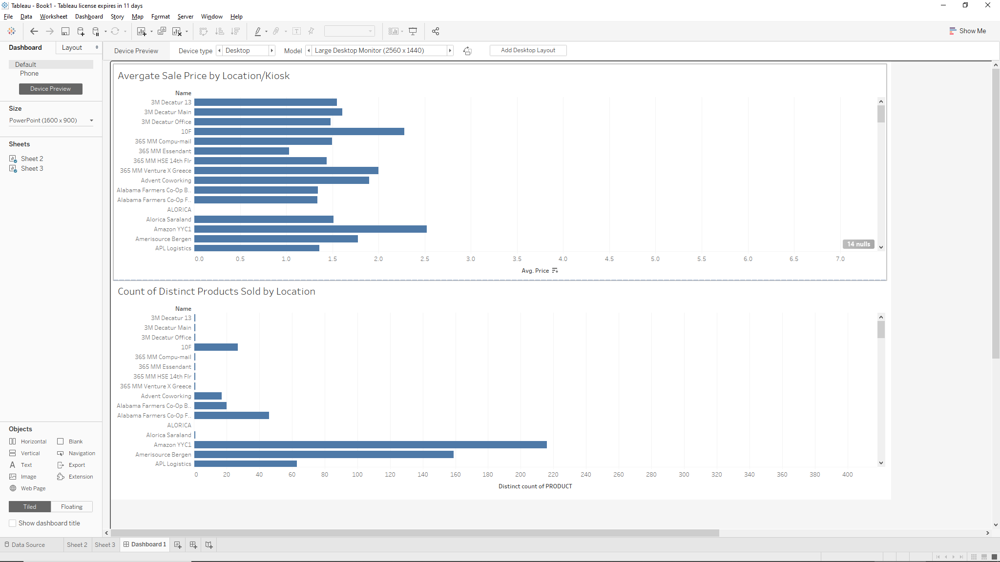 Tableau - Book1 - Tableau license expires in 11 days
File Data Worksheet Dashboard Story Map Format Server Window Help
Show Me
Dashboard Layout
Device Preview Device type Desktop Model Large Desktop Monitor (2560 x 1440) Add Desktop Layout
Default
Phone
Device Preview
Size
PowerPoint (1600 x 900)
Sheets
Sheet 2
Sheet 3
Objects
Horizontal Blank
Vertical Navigation
Text Export
Image Extension
Web Page
Tiled Floating
Show dashboard title
Avergate Sale Price by Location/Kiosk
Name
3M Decatur 13
3M Decatur Main
3M Decatur Office
10F
365 MM Compu-mail
365 MM Essendant
365 MM HSE 14th Flr
365 MM Venture X Greece
Advent Coworking
Alabama Farmers Co-Op B..
Alabama Farmers Co-Op F..
ALORICA
Alorica Saraland
Amazon YYC1
Amerisource Bergen
APL Logistics
14 nulls
0.0 0.5 1.0 1.5 2.0 2.5 3.0 3.5 4.0 4.5 5.0 5.5 6.0 6.5 7.0
Avg. Price
Count of Distinct Products Sold by Location
Name
3M Decatur 13
3M Decatur Main
3M Decatur Office
10F
365 MM Compu-mail
365 MM Essendant
365 MM HSE 14th Flr
365 MM Venture X Greece
Advent Coworking
Alabama Farmers Co-Op B..
Alabama Farmers Co-Op F..
ALORICA
Alorica Saraland
Amazon YYC1
Amerisource Bergen
APL Logistics
0 20 40 60 80 100 120 140 160 180 200 220 240 260 280 300 320 340 360 380 400
Distinct count of PRODUCT
Data Source Sheet 2 Sheet 3 Dashboard 1